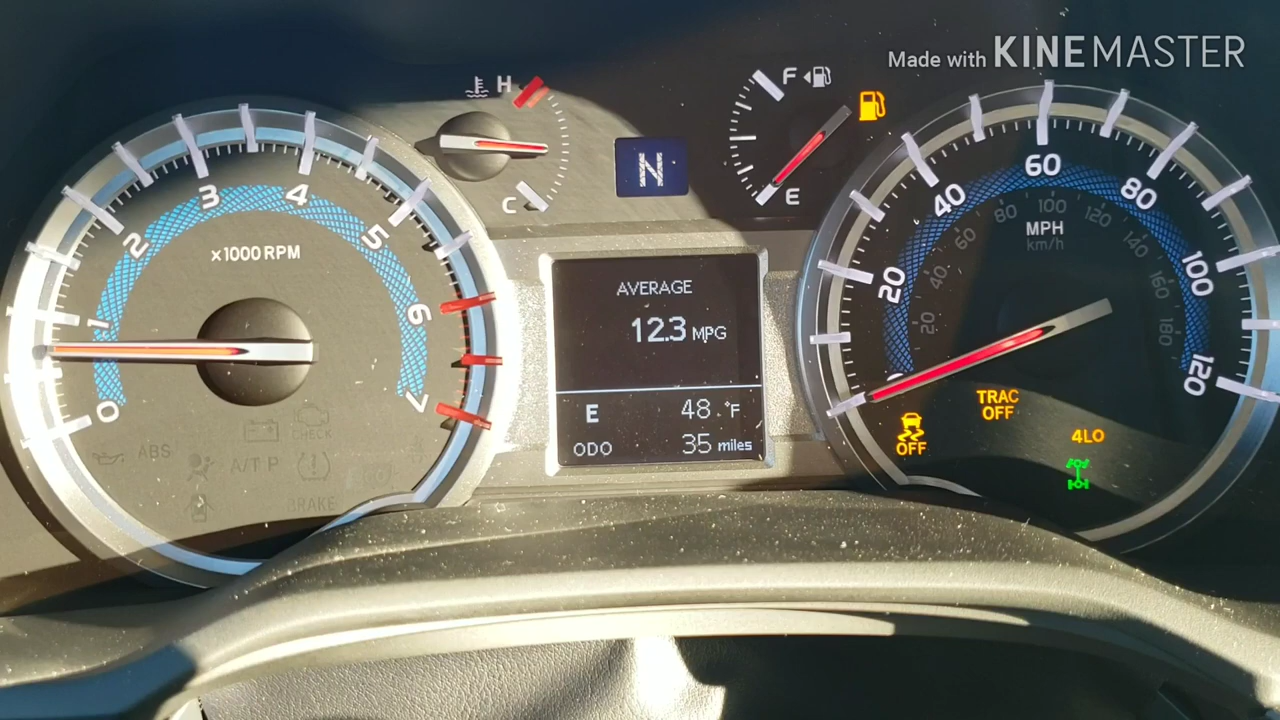 Made with KINEMASTER
H
C
N
F
E
0
1
2
3
4
5
6
7
x1000 RPM
ABS
CHECK
A/T P
BRAKE
AVERAGE
12.3 MPG
E 48 °F
ODO 35 miles
20
40
60
80
100
120
MPH
km/h
20
40
60
80
100
120
140
160
180
OFF
TRAC
OFF
4LO